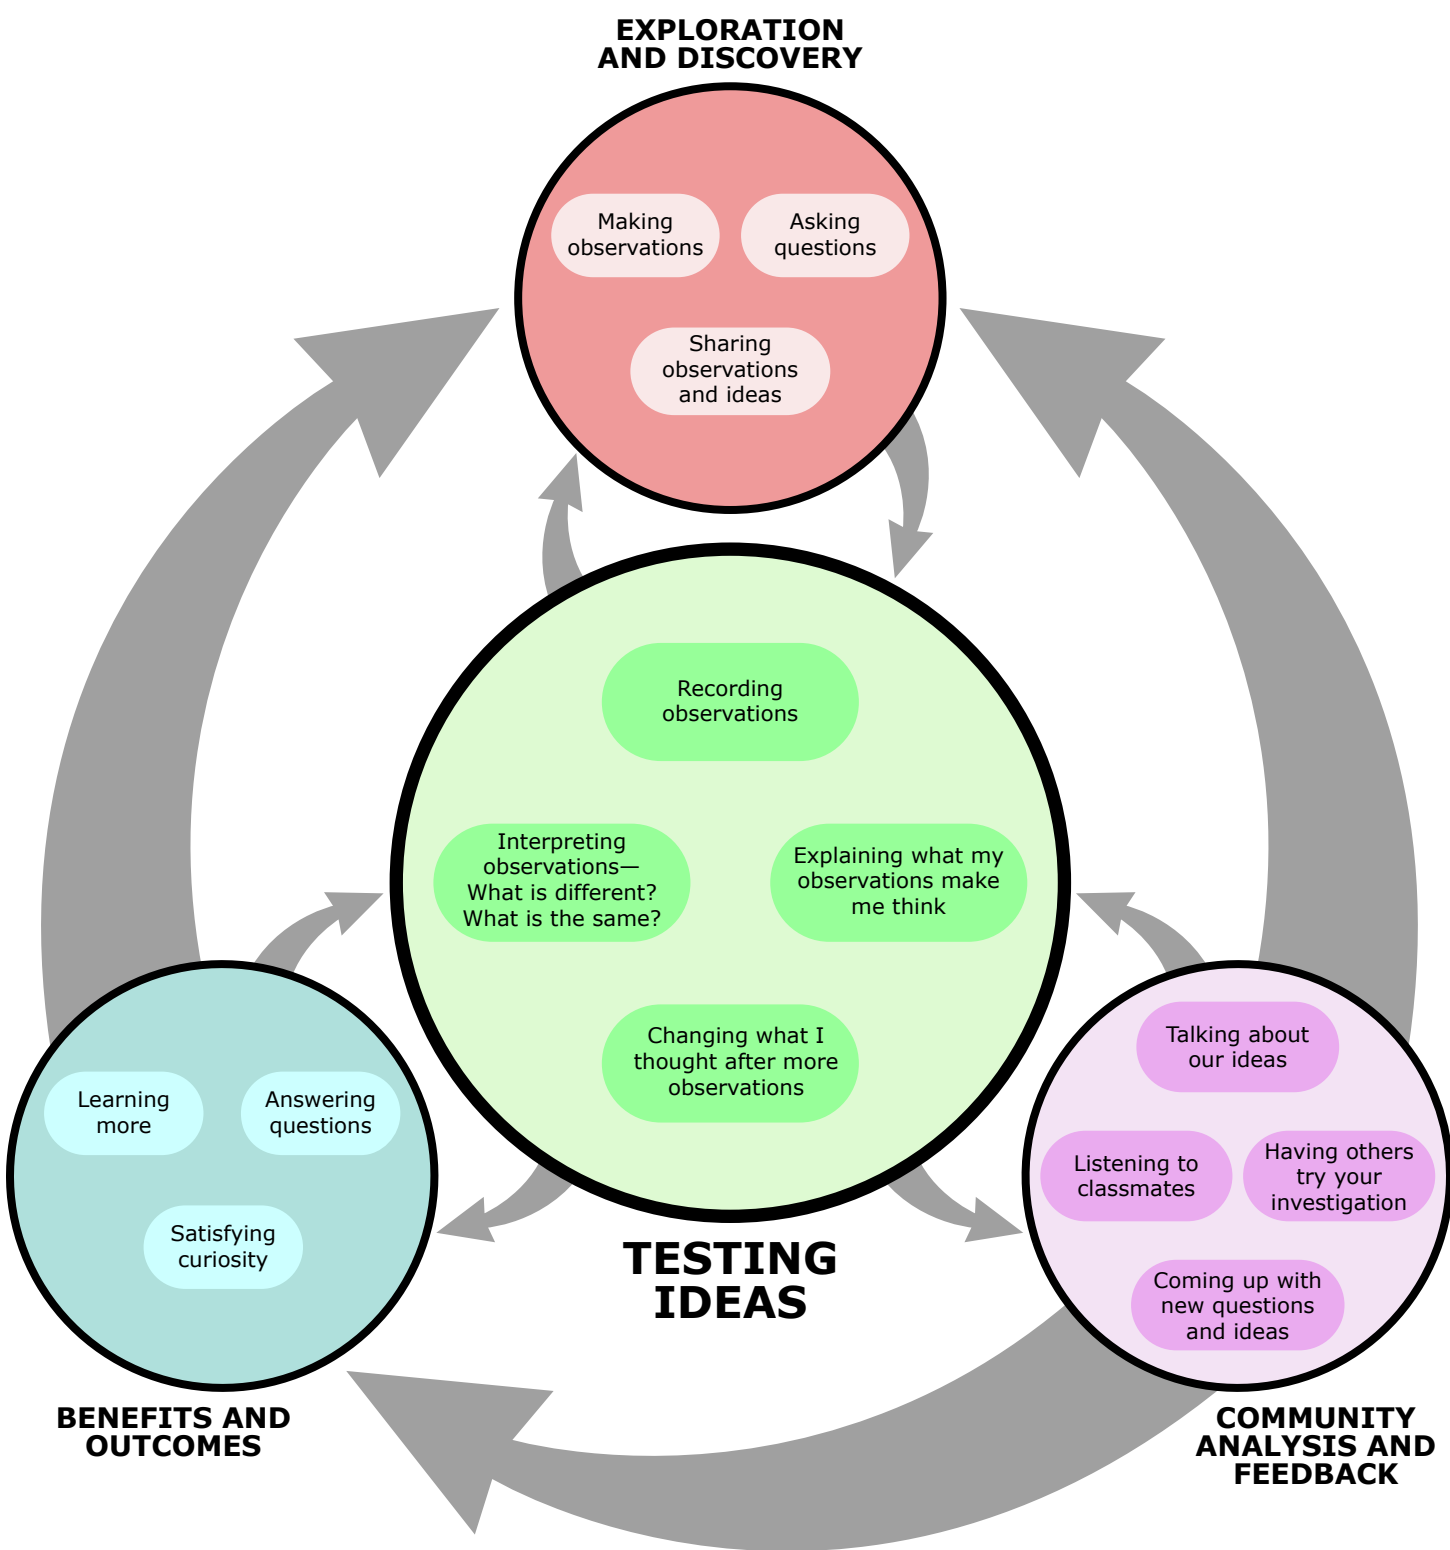 EXPLORATION
AND DISCOVERY
Making
observations
Asking
questions
Sharing
observations
and ideas
Recording
observations
Interpreting
observations—
What is different?
What is the same?
Explaining what my
observations make
me think
Changing what I
thought after more
observations
TESTING
IDEAS
Learning
more
Answering
questions
Satisfying
curiosity
BENEFITS AND
OUTCOMES
Talking about
our ideas
Listening to
classmates
Having others
try your
investigation
Coming up with
new questions
and ideas
COMMUNITY
ANALYSIS AND
FEEDBACK